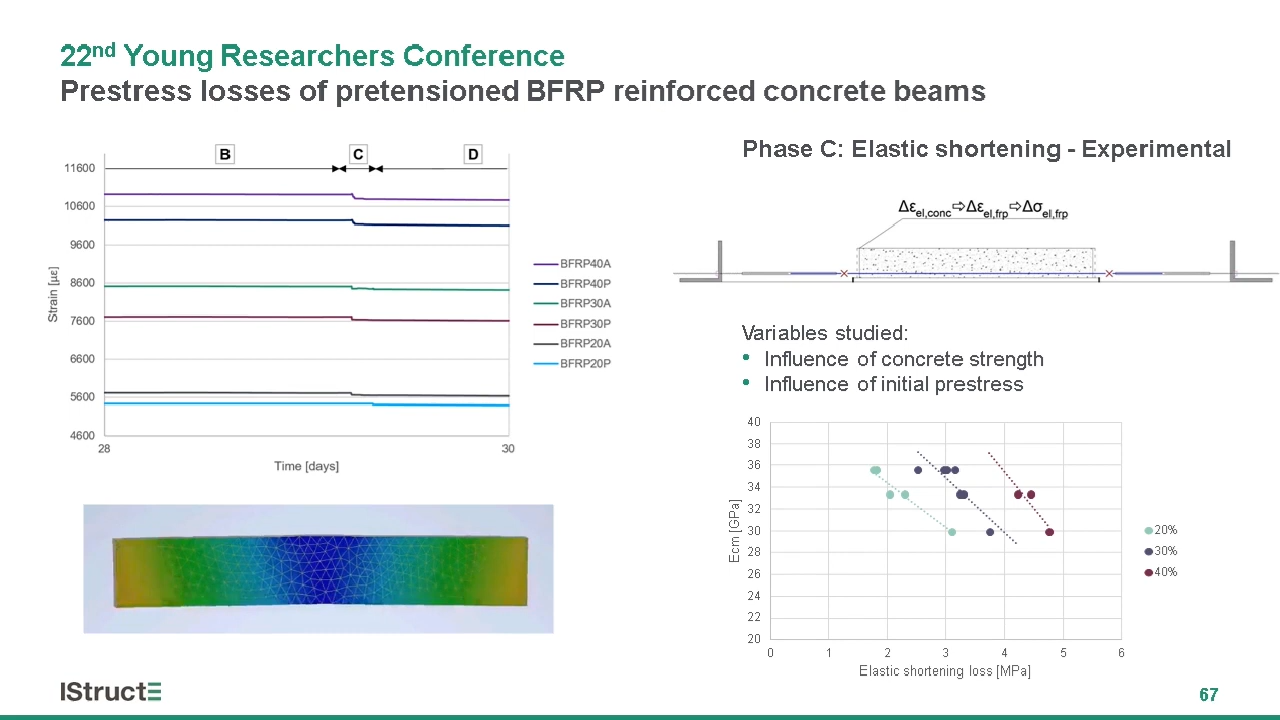 22nd Young Researchers Conference
Prestress losses of pretensioned BFRP reinforced concrete beams
B
C
D
11600
10600
9600
8600
7600
6600
5600
4600
Strain [με]
28
30
Time [days]
BFRP40A
BFRP40P
BFRP30A
BFRP30P
BFRP20A
BFRP20P
Phase C: Elastic shortening - Experimental
Δεel,conc⇨Δεel,frp⇨Δσell,frp
Variables studied:
• Influence of concrete strength
• Influence of initial prestress
40
38
36
34
32
30
28
26
24
22
20
Ecm [GPa]
0 1 2 3 4 5 6
Elastic shortening loss [MPa]
20%
30%
40%
IStructE
67